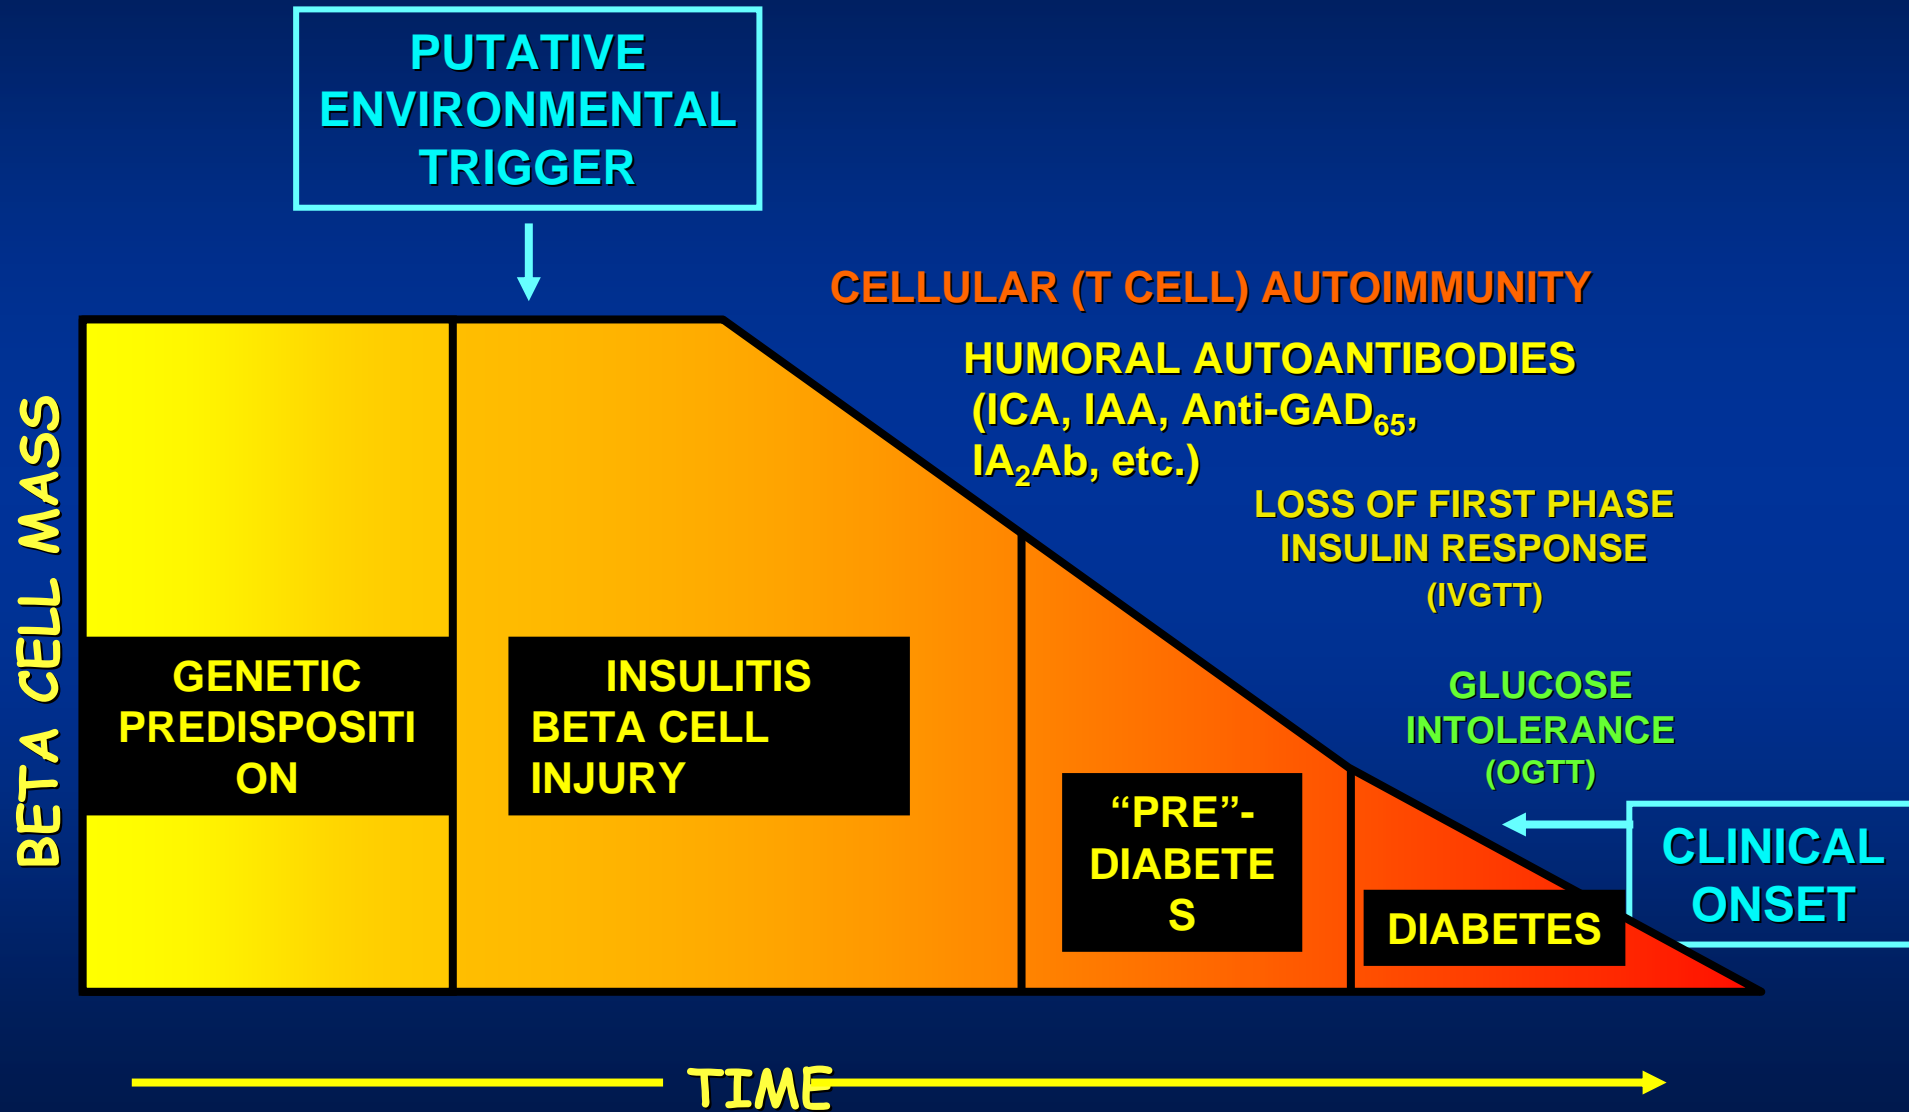 PUTATIVE
ENVIRONMENTAL
TRIGGER
CELLULAR (T CELL) AUTOIMMUNITY
HUMORAL AUTOANTIBODIES
(ICA, IAA, Anti-GAD65,
IA2Ab, etc.)
LOSS OF FIRST PHASE
INSULIN RESPONSE
(IVGTT)
GLUCOSE
INTOLERANCE
(OGTT)
BETA CELL MASS
GENETIC
PREDISPOSITI
ON
INSULITIS
BETA CELL
INJURY
“PRE”-
DIABETE
S
DIABETES
CLINICAL
ONSET
TIME